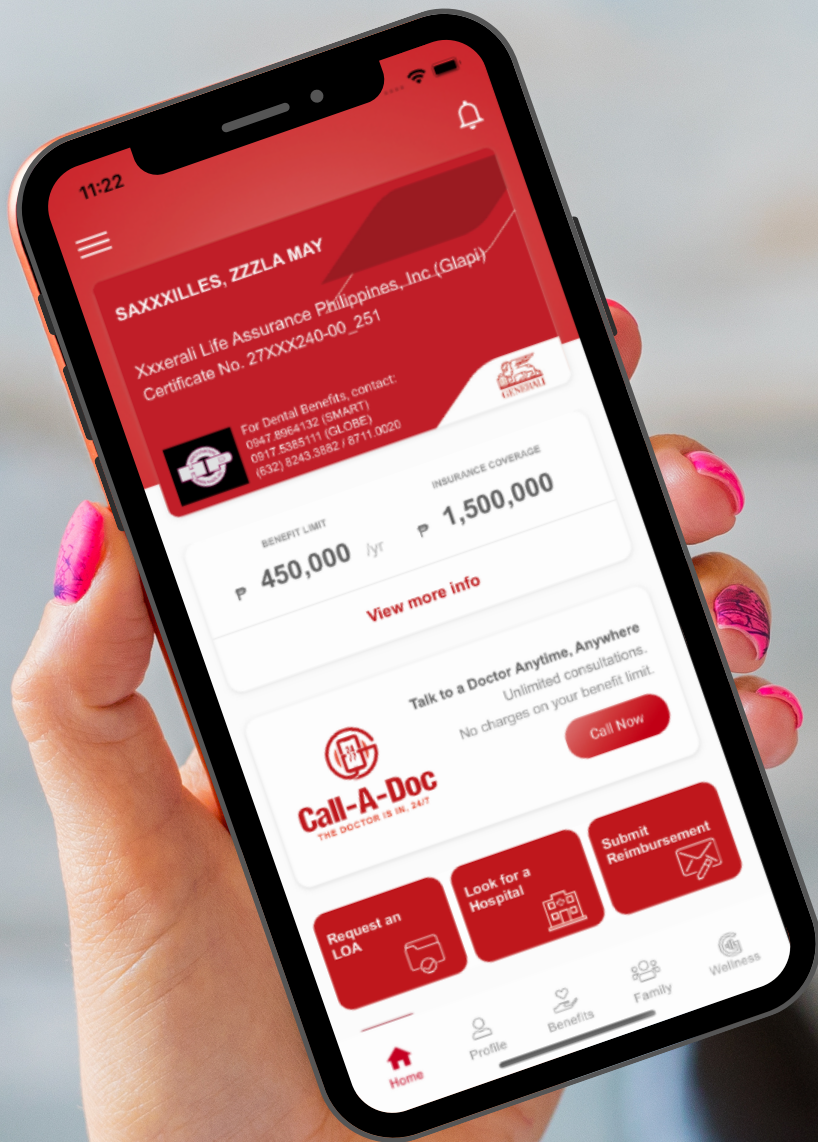 11:22
SAXXXILLES, ZZZLA MAY
Xxxerali Life Assurance Philippines, Inc (Glapi)
Certificate No. 27XXX240-00_251
For Dental Benefits, contact:
0947.8964132 (SMART)
0917.5385111 (GLOBE)
(632) 8243.3882 / 8711.0020
GENERALI
BENEFIT LIMIT
₱ 450,000 /yr
INSURANCE COVERAGE
₱ 1,500,000
View more info
Talk to a Doctor Anytime, Anywhere
Unlimited consultations.
No charges on your benefit limit.
Call Now
Call-A-Doc
THE DOCTOR IS IN. 24/7
Request an
LOA
Look for a
Hospital
Submit
Reimbursement
Home
Profile
Benefits
Family
Wellness